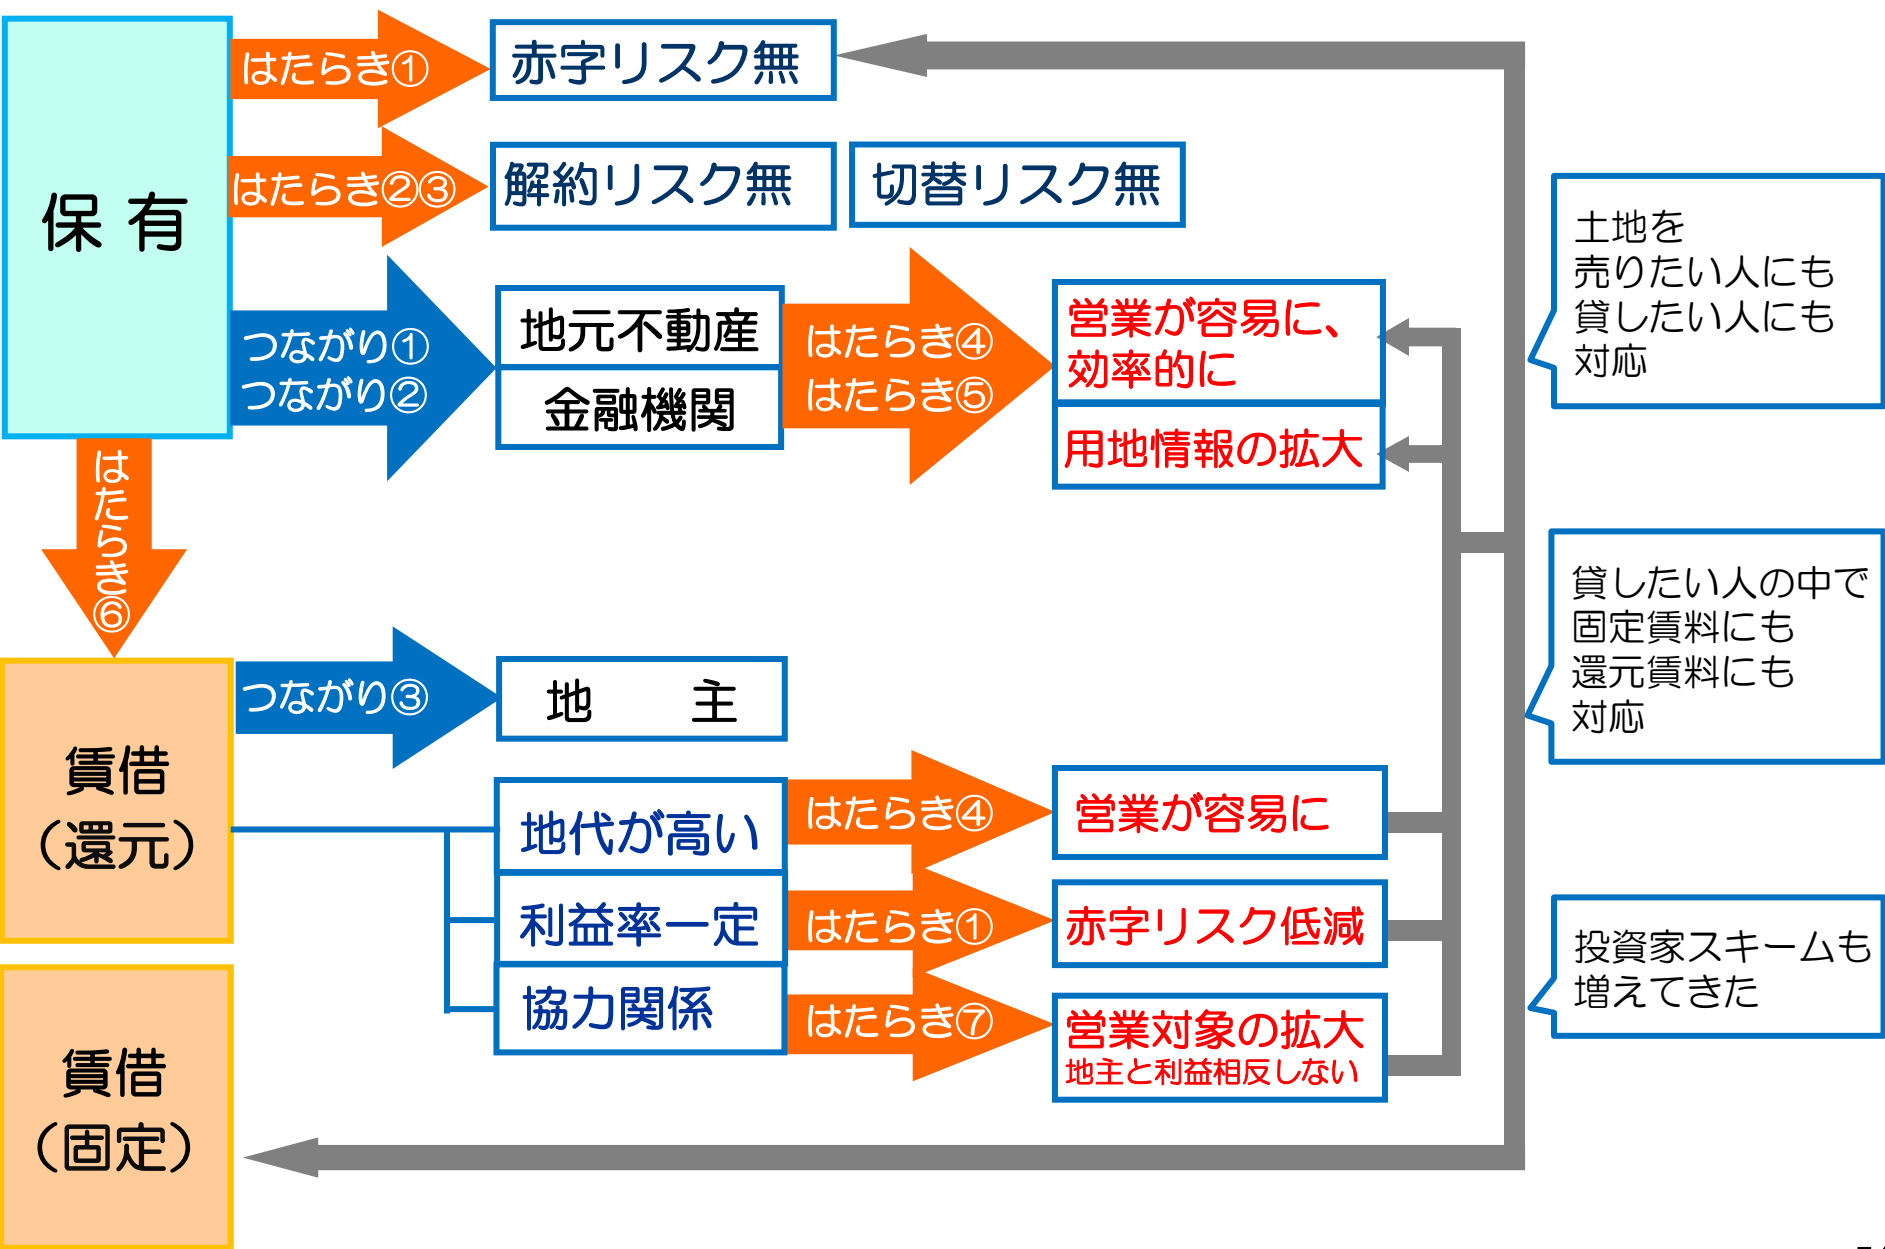 保 有
はたらき①
赤字リスク無
はたらき②③
解約リスク無
切替リスク無
つながり①
つながり②
地元不動産
金融機関
はたらき④
はたらき⑤
営業が容易に、
効率的に
用地情報の拡大
はたらき⑥
賃借
（還元）
つながり③
地 主
地代が高い
はたらき④
営業が容易に
利益率一定
はたらき①
赤字リスク低減
協力関係
はたらき⑦
営業対象の拡大
地主と利益相反しない
賃借
（固定）
土地を
売りたい人にも
貸したい人にも
対応
貸したい人の中で
固定賃料にも
還元賃料にも
対応
投資家スキームも
増えてきた